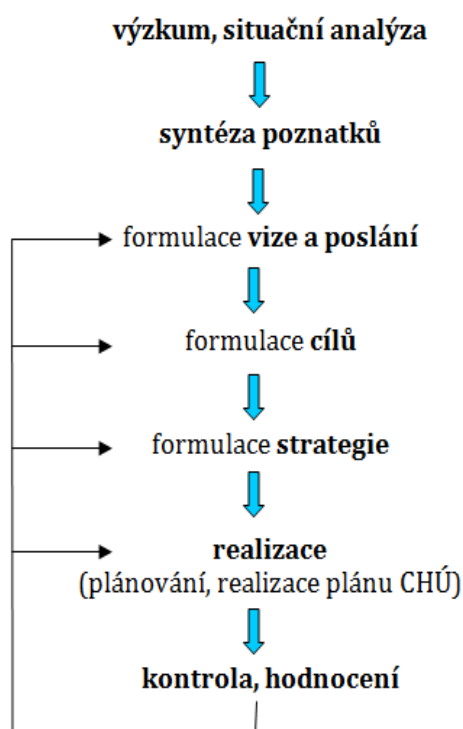 výzkum, situační analýza
syntéza poznatků
formulace vize a poslání
formulace cílů
formulace strategie
realizace
(plánování, realizace plánu CHÚ)
kontrola, hodnocení